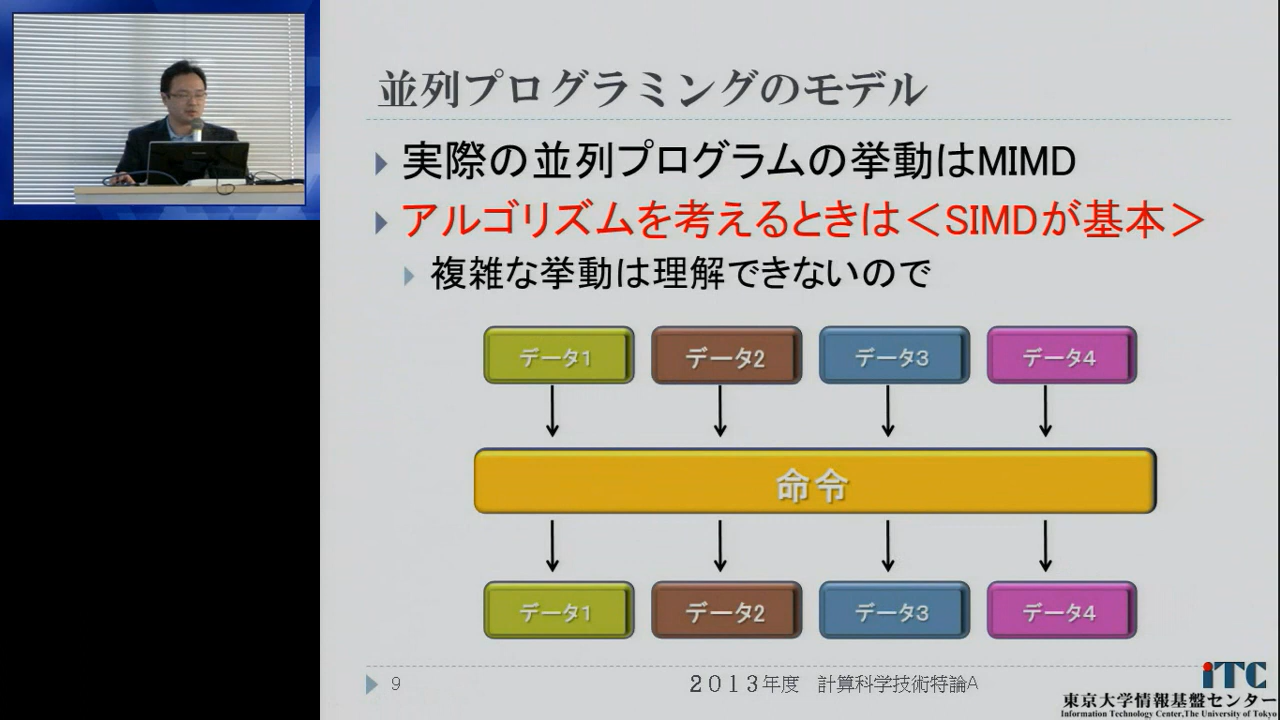 並列プログラミングのモデル
実際の並列プログラムの挙動はMIMD
アルゴリズムを考えるときは＜SIMDが基本＞
複雑な挙動は理解できないので
データ1 データ2 データ3 データ4
命令
データ1 データ2 データ3 データ4
9 ２０１３年度 計算科学技術特論A
iTC
東京大学情報基盤センター
Information Technology Center,The University of Tokyo